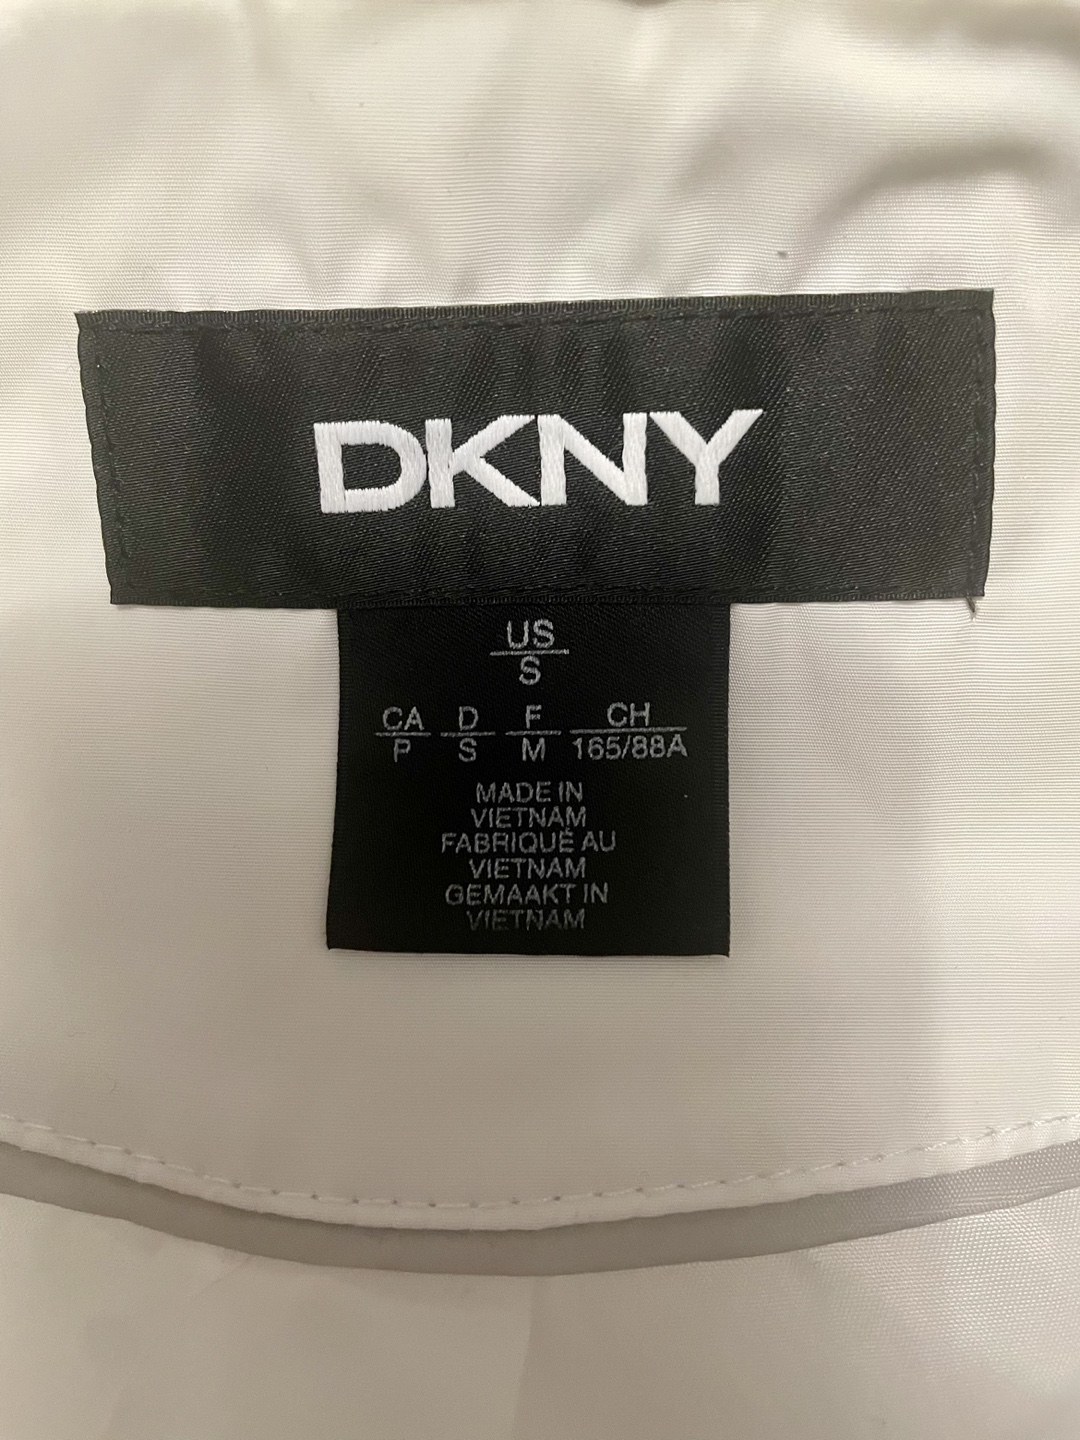 DKNY
US
S
CA D F CH
P S M 165/88A
MADE IN
VIETNAM
FABRIQUÉ AU
VIETNAM
GEMAAKT IN
VIETNAM